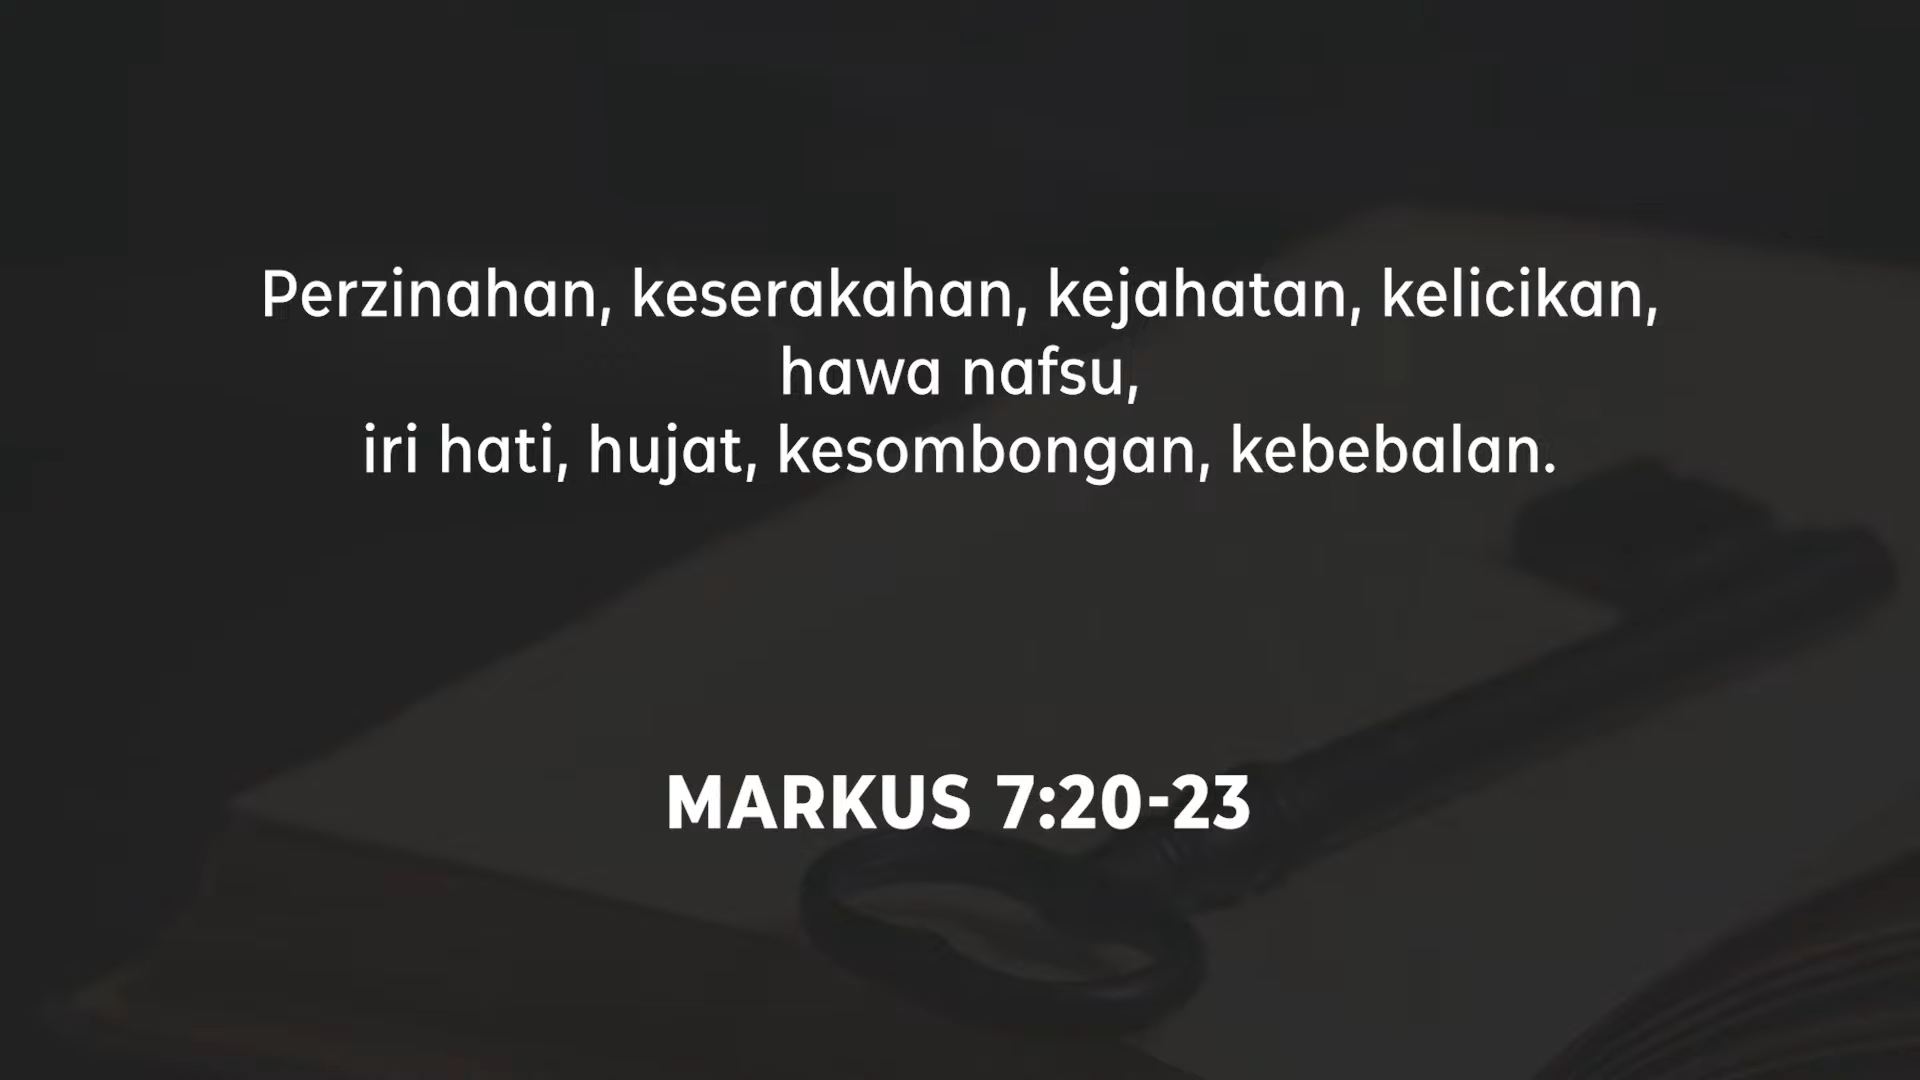 Perzinahan, keserakahan, kejahatan, kelicikan,
hawa nafsu,
iri hati, hujat, kesombongan, kebebalan.
MARKUS 7:20-23